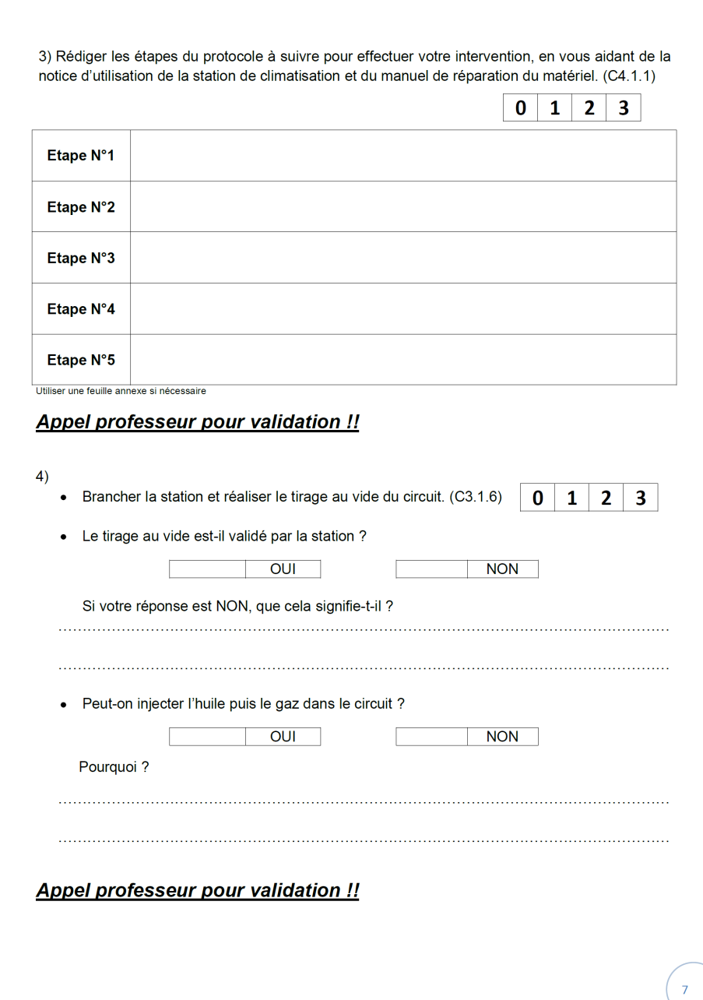 3) Rédiger les étapes du protocole à suivre pour effectuer votre intervention, en vous aidant de la
notice d’utilisation de la station de climatisation et du manuel de réparation du matériel. (C4.1.1)
0 1 2 3
Etape N°1
Etape N°2
Etape N°3
Etape N°4
Etape N°5
Utiliser une feuille annexe si nécessaire
Appel professeur pour validation !!
4)
● Brancher la station et réaliser le tirage au vide du circuit. (C3.1.6) 0 1 2 3
● Le tirage au vide est-il validé par la station ?
OUI NON
Si votre réponse est NON, que cela signifie-t-il ?
● Peut-on injecter l’huile puis le gaz dans le circuit ?
OUI NON
Pourquoi ?
Appel professeur pour validation !!
7